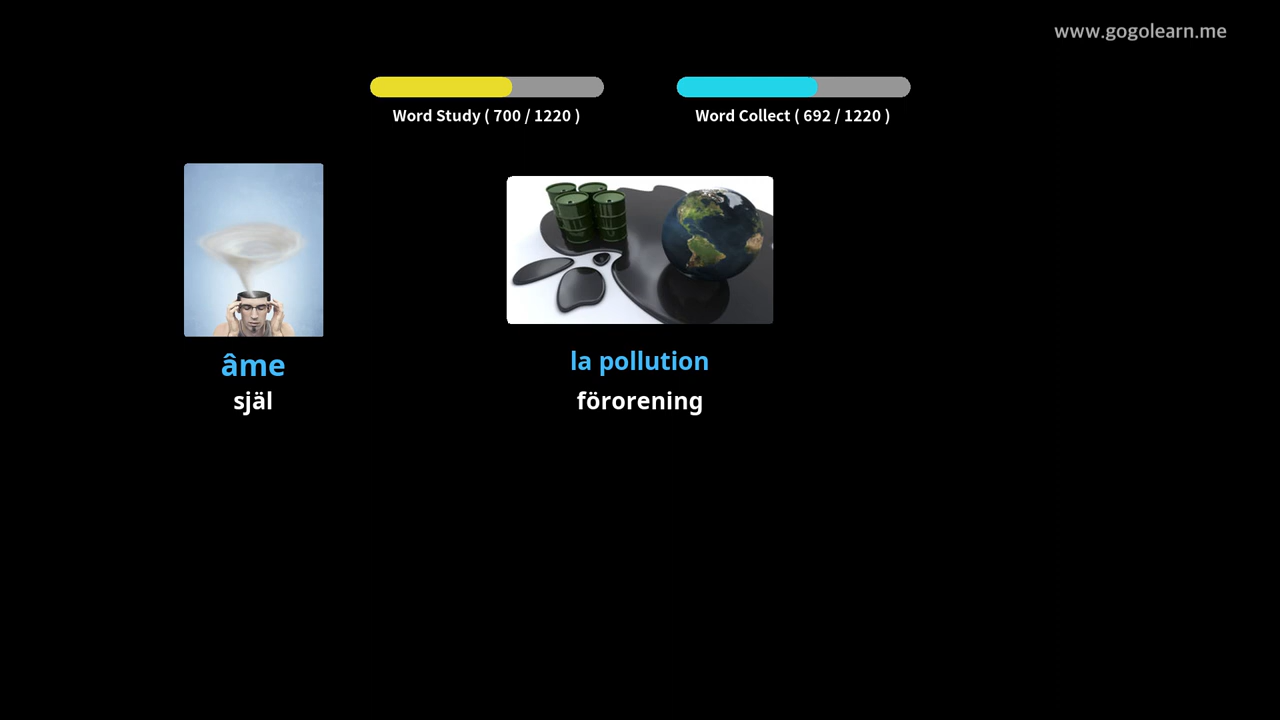 www.gogolearn.me
Word Study ( 700 / 1220 )
Word Collect ( 692 / 1220 )
âme
själ
la pollution
förorening